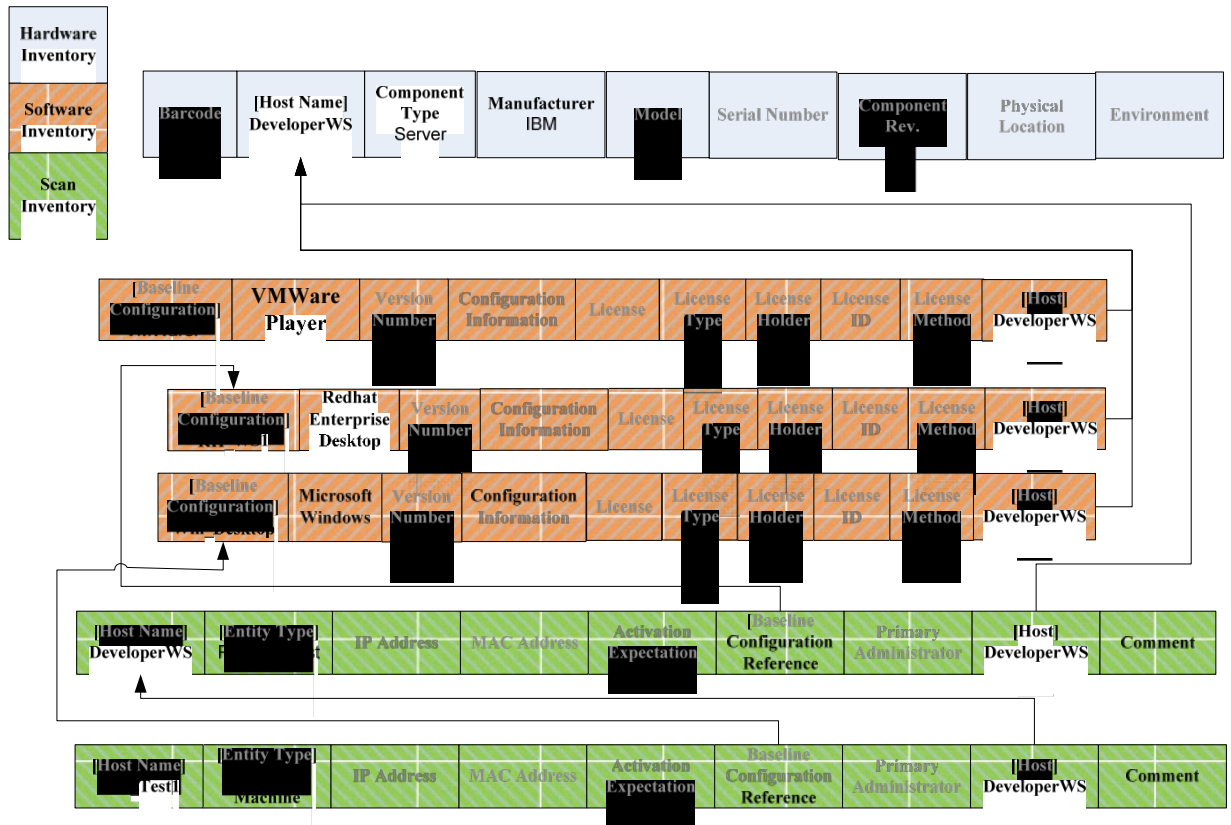 Hardware
Inventory
Software
Inventory
Scan
Inventory
Barcode
[Host Name]
DeveloperWS
Component
Type
Server
Manufacturer
IBM
Model
Serial Number
Component
Rev.
Physical
Location
Environment
[Baseline
Configuration]
VMWare
Player
Version
Number
Configuration
Information
License
License
Type
License
Holder
License
ID
License
Method
[Host]
DeveloperWS
[Baseline
Configuration]
Redhat
Enterprise
Desktop
Version
Number
Configuration
Information
License
License
Type
License
Holder
License
ID
License
Method
[Host]
DeveloperWS
[Baseline
Configuration]
Microsoft
Windows
Version
Number
Configuration
Information
License
License
Type
License
Holder
License
ID
License
Method
[Host]
DeveloperWS
[Host Name]
DeveloperWS
[Entity Type]
IP Address
MAC Address
Activation
Expectation
[Baseline
Configuration
Reference
Primary
Administrator
[Host]
DeveloperWS
Comment
[Host Name]
_Test1
[Entity Type]
Machine
IP Address
MAC Address
Activation
Expectation
Baseline
Configuration
Reference
Primary
Administrator
[Host]
DeveloperWS
Comment